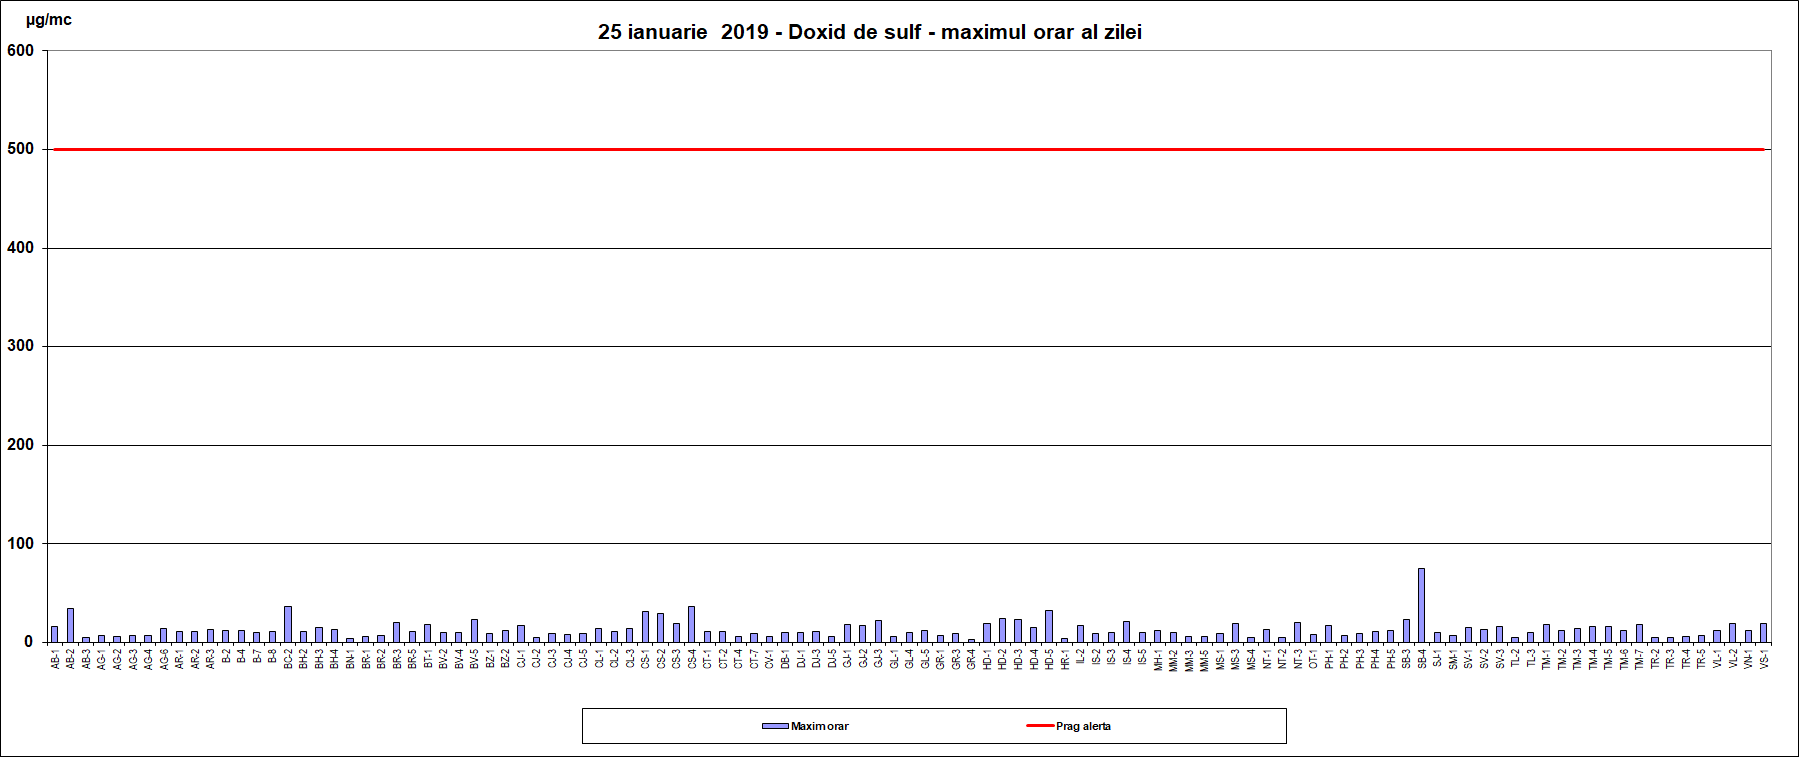 µg/mc
25 ianuarie 2019 - Doxid de sulf - maximul orar al zilei
600
500
400
300
200
100
0
AB-1 AB-2 AB-3 AG-1 AG-2 AG-4 AG-6 AR-1 AR-2 AR-3 B-2 B-4 B-7 B-8 BC-2 BH-2 BH-3 BH-4 BN-1 BR-1 BR-2 BR-3 BR-5 BT-1 BV-2 BV-4 BV-5 BZ-1 BZ-2 CJ-1 CJ-2 CJ-3 CJ-4 CJ-5 CL-1 CL-2 CL-3 CS-1 CS-2 CS-3 CS-4 CT-1 CT-2 CT-4 CT-7 CV-1 DB-1 DJ-1 DJ-3 DJ-5 GJ-1 GJ-2 GJ-3 GL-1 GL-4 GL-5 GR-1 GR-3 GR-4 HD-1 HD-2 HD-3 HD-4 HD-5 HR-1 IL-2 IS-2 IS-3 IS-4 IS-5 MH-1 MM-2 MM-3 MM-5 MS-1 MS-3 MS-4 NT-1 NT-2 NT-3 OT-1 PH-1 PH-2 PH-3 PH-4 PH-5 SB-3 SB-4 SJ-1 SM-1 SV-1 SV-2 SV-3 TL-2 TL-3 TM-1 TM-2 TM-3 TM-4 TM-5 TM-6 TM-7 TR-2 TR-3 TR-4 TR-5 VL-1 VL-2 VN-1 VS-1
Maxim orar Prag alerta